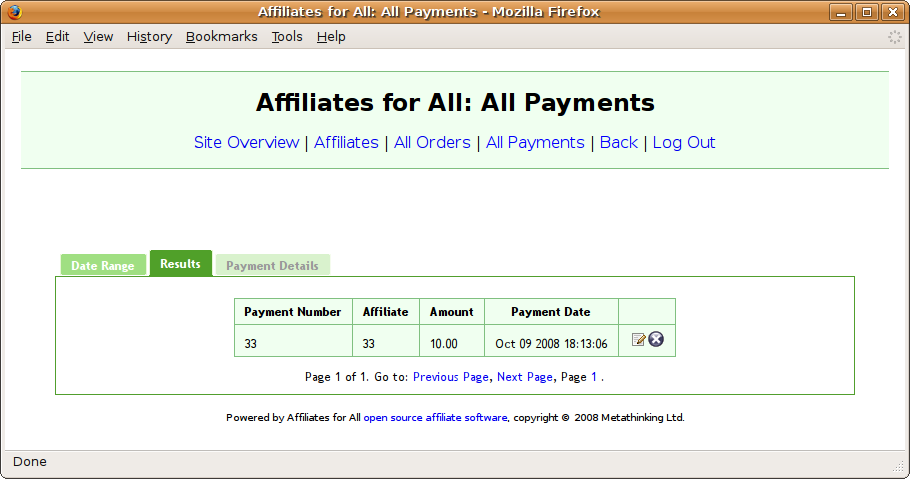 Affiliates for All: All Payments - Mozilla Firefox
File Edit View History Bookmarks Tools Help
Affiliates for All: All Payments
Site Overview | Affiliates | All Orders | All Payments | Back | Log Out
Date Range Results Payment Details
Payment Number Affiliate Amount Payment Date
33 33 10.00 Oct 09 2008 18:13:06
Page 1 of 1. Go to: Previous Page, Next Page, Page 1 .
Powered by Affiliates for All open source affiliate software, copyright © 2008 Metathinking Ltd.
Done